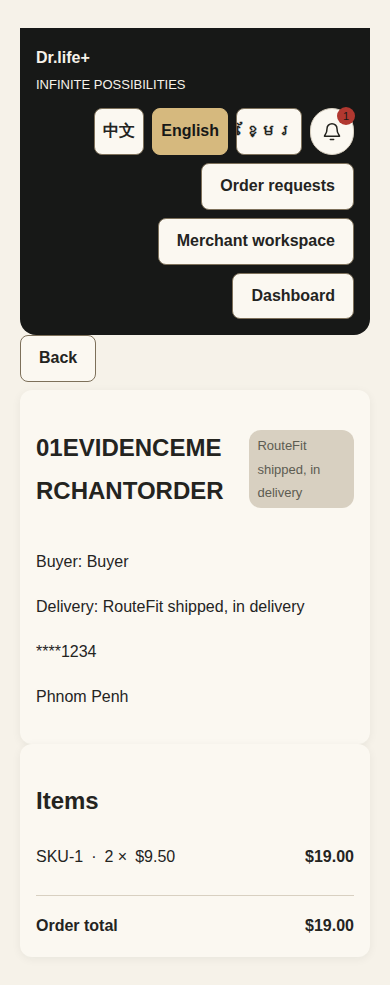 Dr.life+
INFINITE POSSIBILITIES
中文 English ខ្មែរ 1
Order requests
Merchant workspace
Dashboard
Back
01EVIDENCEME
RCHANTORDER
RouteFit
shipped, in
delivery
Buyer: Buyer
Delivery: RouteFit shipped, in delivery
****1234
Phnom Penh
Items
SKU-1 · 2 × $9.50 $19.00
Order total $19.00